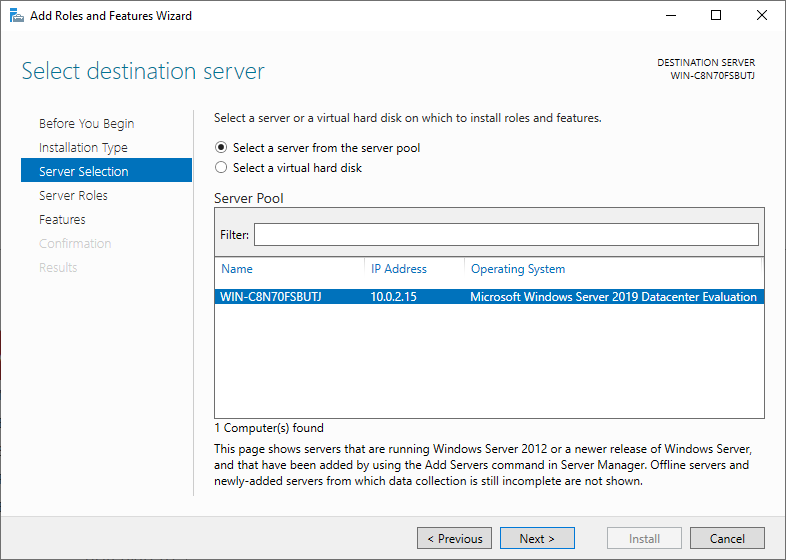 Add Roles and Features Wizard
Select destination server
DESTINATION SERVER
WIN-C8N70FSBUTJ
Before You Begin
Installation Type
Server Selection
Server Roles
Features
Confirmation
Results
Select a server or a virtual hard disk on which to install roles and features.
Select a server from the server pool
Select a virtual hard disk
Server Pool
Filter:
Name IP Address Operating System
WIN-C8N70FSBUTJ 10.0.2.15 Microsoft Windows Server 2019 Datacenter Evaluation
1 Computer(s) found
This page shows servers that are running Windows Server 2012 or a newer release of Windows Server,
and that have been added by using the Add Servers command in Server Manager. Offline servers and
newly-added servers from which data collection is still incomplete are not shown.
< Previous Next > Install Cancel